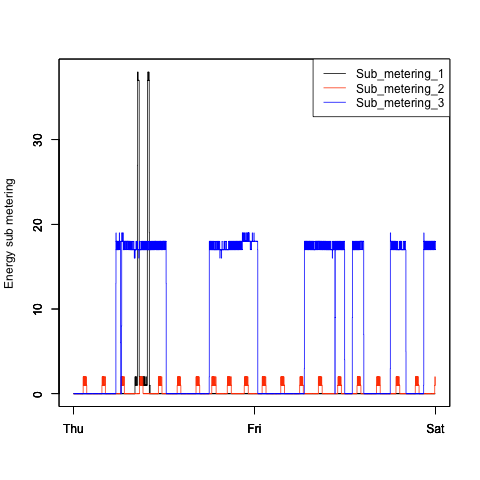 Sub_metering_1
Sub_metering_2
Sub_metering_3
Energy sub metering
30
20
10
0
Thu Fri Sat